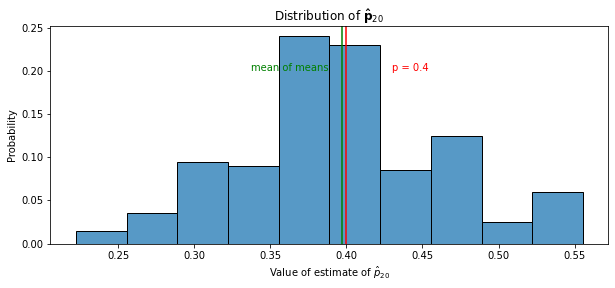 Distribution of p̂₂₀
0.25
0.20
0.15
0.10
0.05
0.00
Probability
mean of means
p = 0.4
0.25 0.30 0.35 0.40 0.45 0.50 0.55
Value of estimate of p̂₂₀